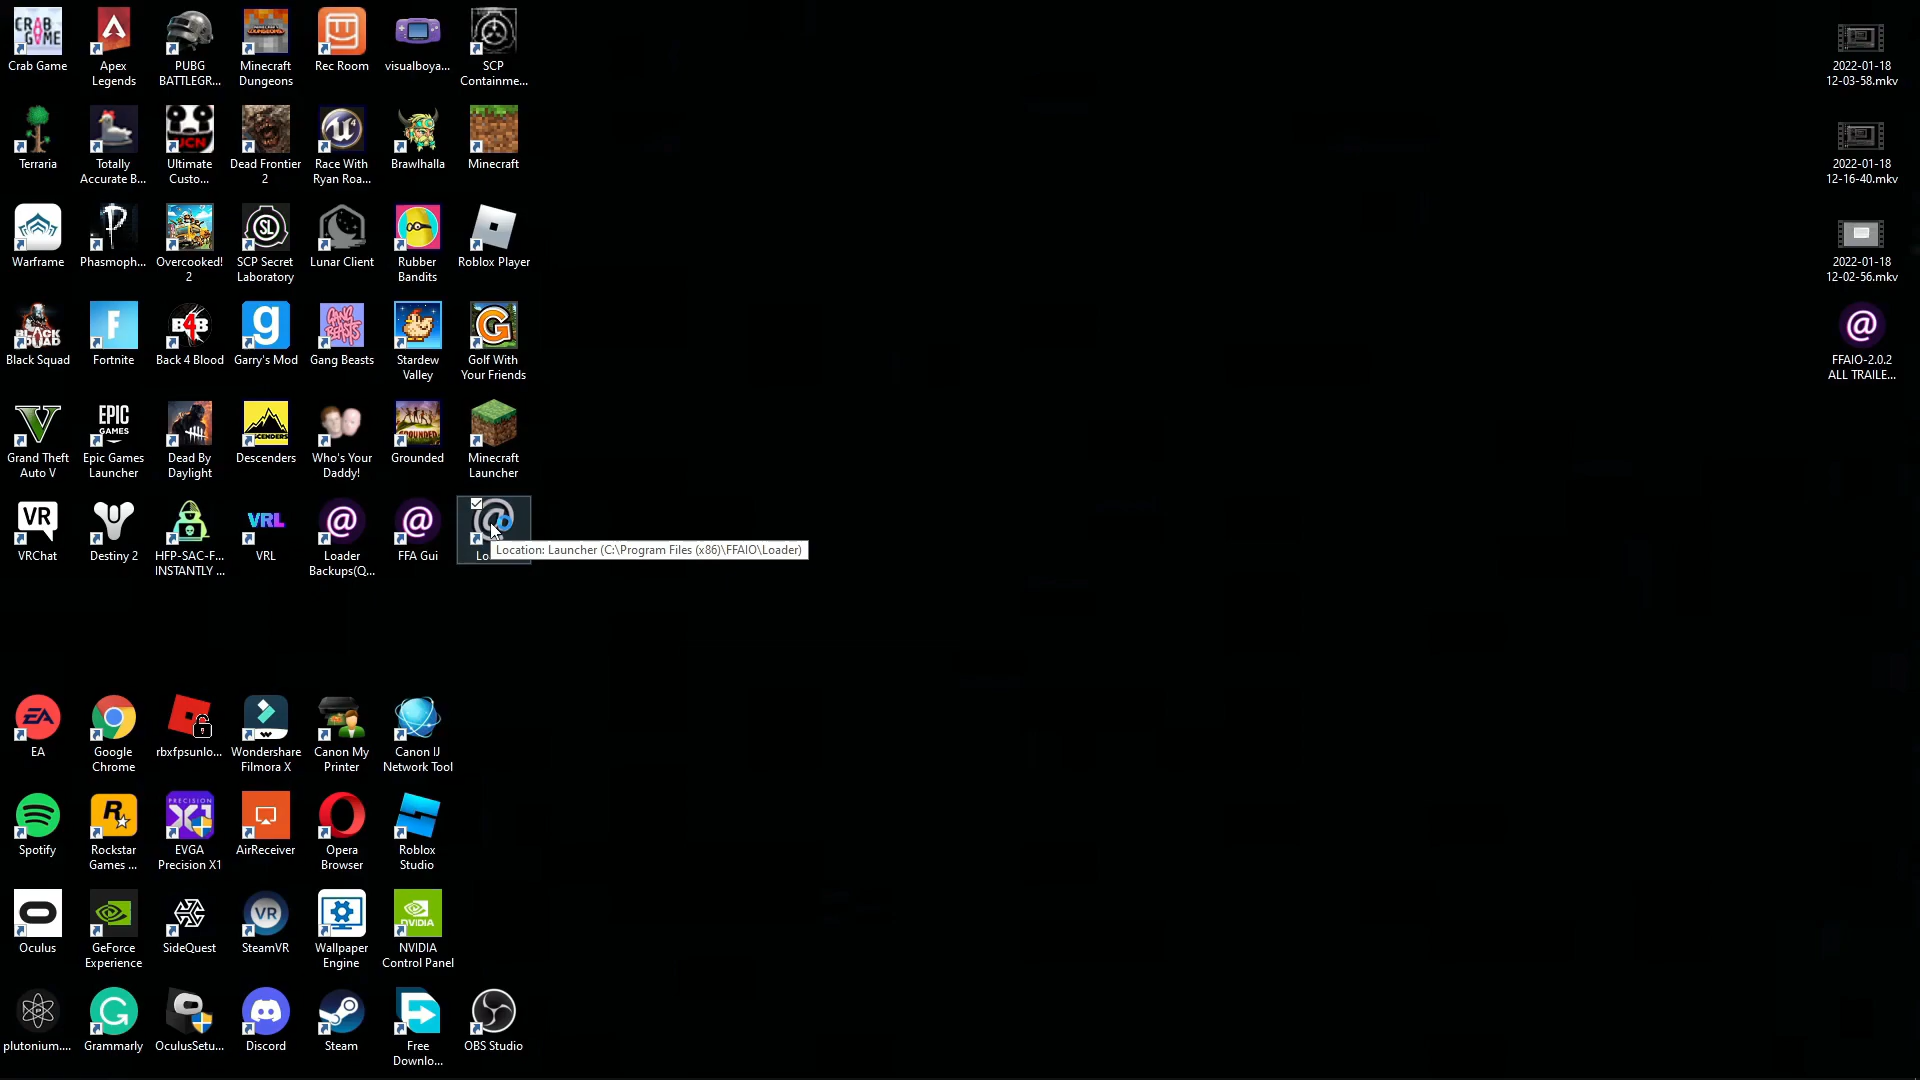 Crab Game
Apex
Legends
PUBG
BATTLEGR...
Minecraft
Dungeons
Rec Room
visualboya...
SCP
Containme...
Terraria
Totally
Accurate B...
Ultimate
Custo...
Dead Frontier
2
Race With
Ryan Roa...
Brawlhalla
Minecraft
Warframe
Phasmoph...
Overcooked!
2
SCP Secret
Laboratory
Lunar Client
Rubber
Bandits
Roblox Player
Black Squad
Fortnite
Back 4 Blood
Garry's Mod
Gang Beasts
Stardew
Valley
Golf With
Your Friends
Grand Theft
Auto V
Epic Games
Launcher
Dead By
Daylight
Descenders
Who's Your
Daddy!
Grounded
Minecraft
Launcher
VRChat
Destiny 2
HFP-SAC-F...
INSTANTLY ...
VRL
Loader
Backups(Q...
FFA Gui
Lo
Location: Launcher (C:\Program Files (x86)\FFAIO\Loader)
EA
Google
Chrome
rbxfpsunlo...
Wondershare
Filmora X
Canon My
Printer
Canon IJ
Network Tool
Spotify
Rockstar
Games ...
EVGA
Precision X1
AirReceiver
Opera
Browser
Roblox
Studio
Oculus
GeForce
Experience
SideQuest
SteamVR
Wallpaper
Engine
NVIDIA
Control Panel
plutonium....
Grammarly
OculusSetu...
Discord
Steam
Free
Downlo...
OBS Studio
2022-01-18
12-03-58.mkv
2022-01-18
12-16-40.mkv
2022-01-18
12-02-56.mkv
FFAIO-2.0.2
ALL TRAILE...